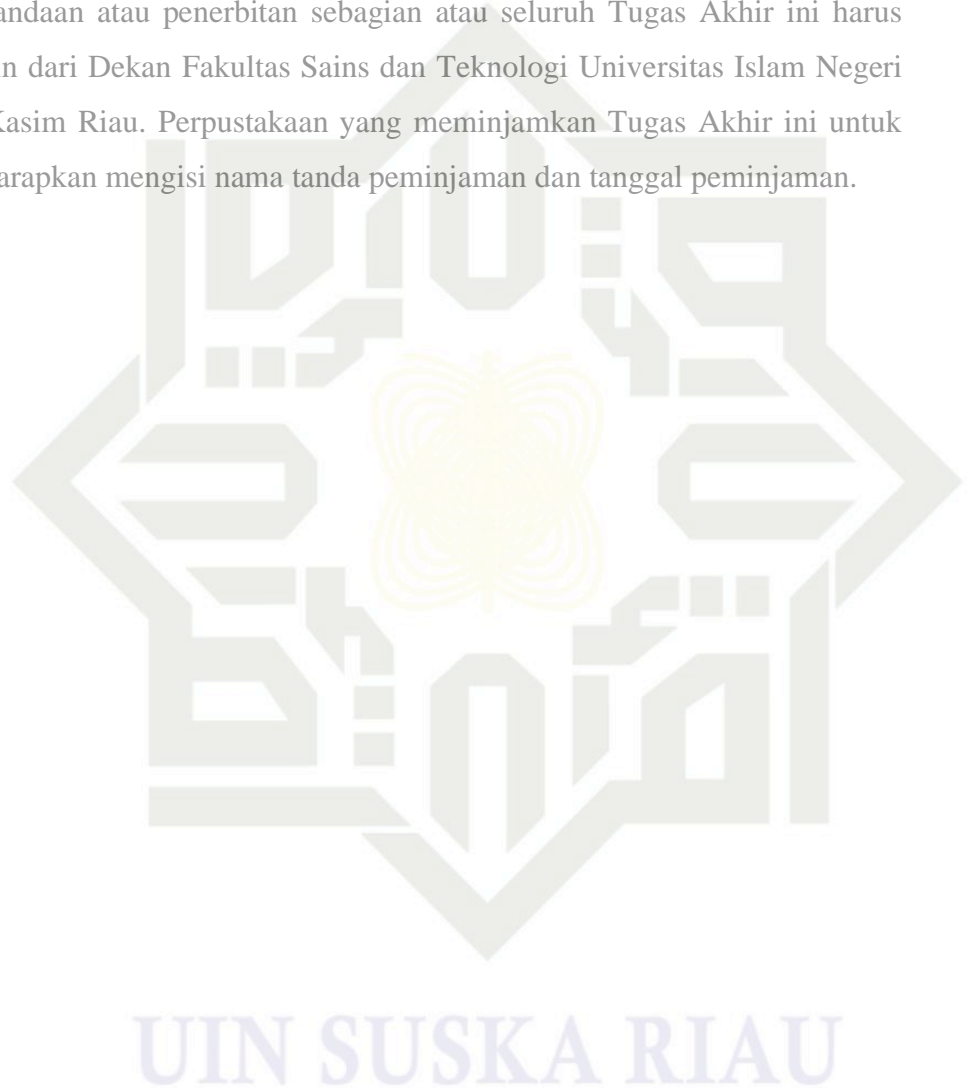 andaan atau penerbitan sebagian atau seluruh Tugas Akhir ini harus
n dari Dekan Fakultas Sains dan Teknologi Universitas Islam Negeri
Kasim Riau. Perpustakaan yang meminjamkan Tugas Akhir ini untuk
arapkan mengisi nama tanda peminjaman dan tanggal peminjaman.
UIN SUSKA RIAU